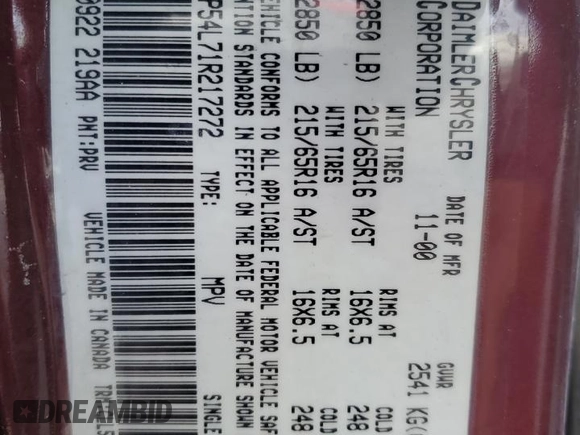 DAIMLERCHRYSLER
CORPORATION
DATE OF MFR
11-00
GVWR
2541 KG(
WITH TIRES
RIMS AT
COLD
2850 LB)
215/65R16 A/ST
16X6.5
248
WITH TIRES
RIMS AT
COLD
2850 LB)
215/65R16 A/ST
16X6.5
248
VEHICLE CONFORMS TO ALL APPLICABLE FEDERAL MOTOR VEHICLE SAF
STANDARDS IN EFFECT ON THE DATE OF MANUFACTURE SHOWN
P54L71R217272
TYPE:
MPV
SINGLE
0922 219AA
PNT:PRV
VEHICLE MADE IN CANADA
DREAMBID